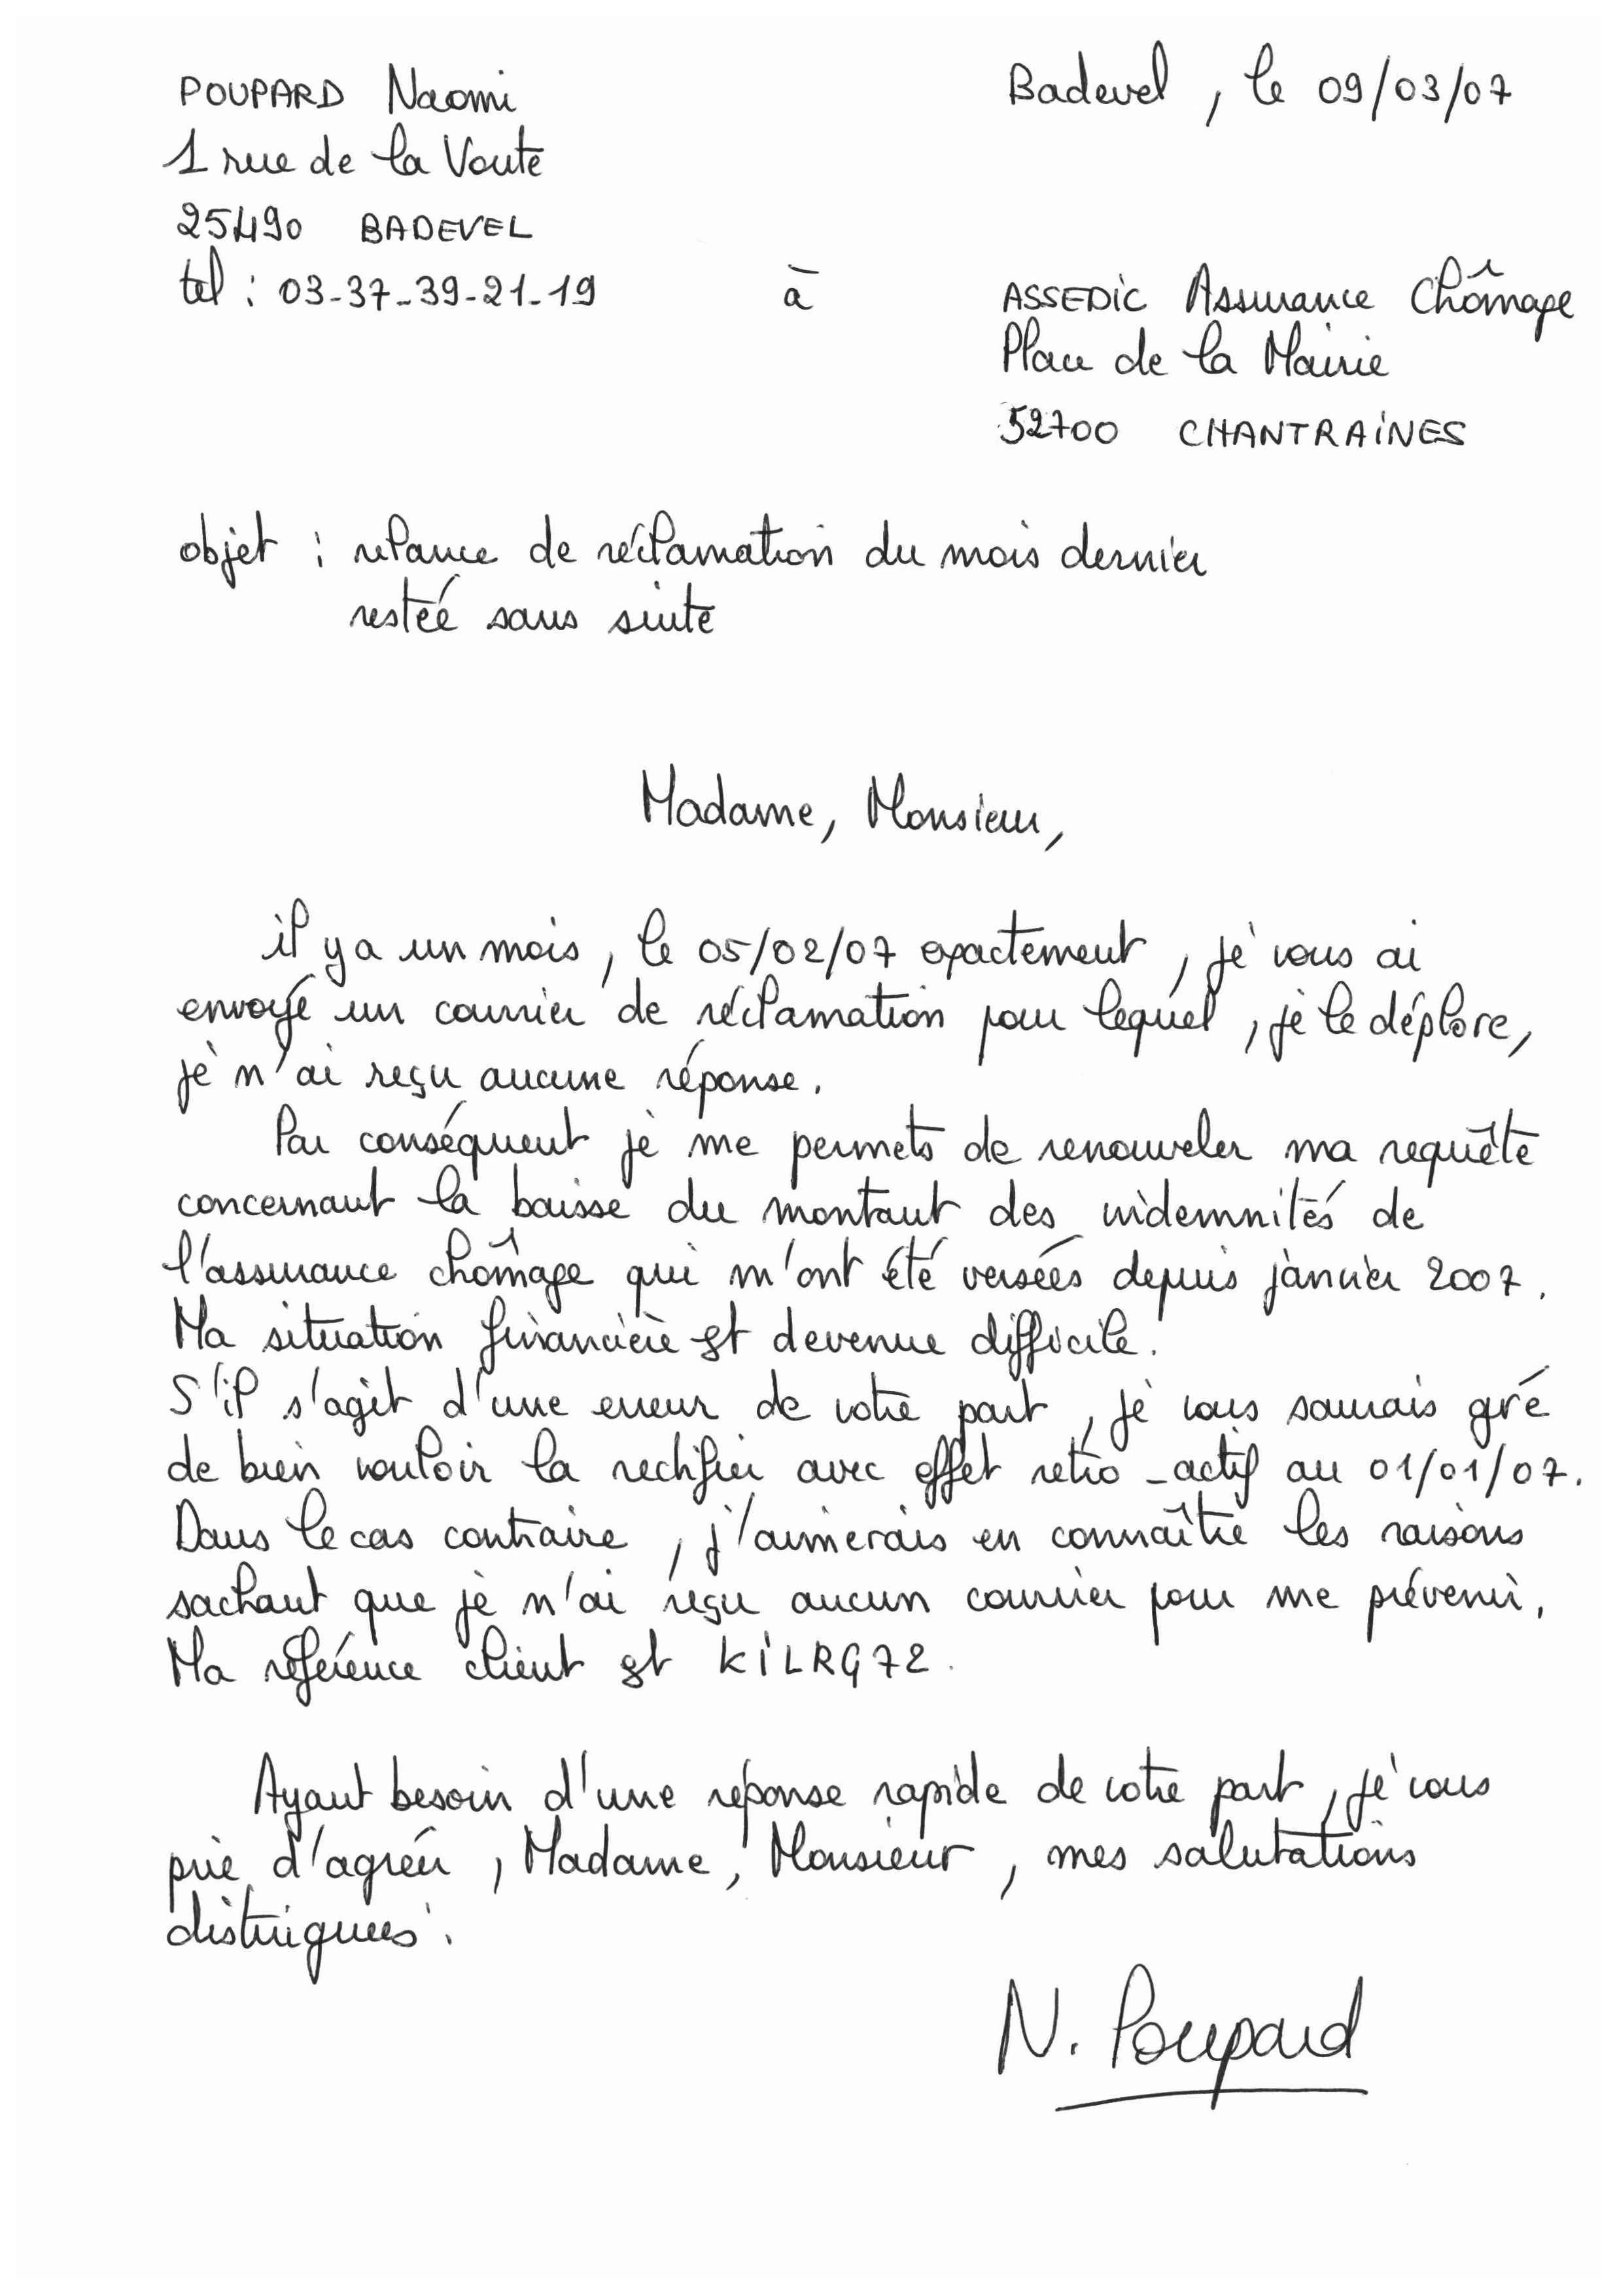 POUPARD Naomi
Badevel, le 09/03/07
1 rue de la Voute
25490 BADEVEL
tel : 03-37-39-21-19
à
ASSEDIC Assurance Chômage
Place de la Mairie
52700 CHANTRAINES
objet : relance de réclamation du mois dernier
restée sans suite
Madame, Monsieur,
il y a un mois, le 05/02/07 exactement, je vous ai
envoyé un courrier de réclamation pour lequel, je le déplore,
je n'ai reçu aucune réponse.
Par conséquent je me permets de renouveler ma requête
concernant la baisse du montant des indemnités de
l'assurance chômage qui m'ont été versées depuis janvier 2007.
Ma situation financière est devenue difficile.
S'il s'agit d'une erreur de votre part, je vous saurais gré
de bien vouloir la rectifier avec effet rétro-actif au 01/01/07.
Dans le cas contraire, j'aimerais en connaître les raisons
sachant que je n'ai reçu aucun courrier pour me prévenir.
Ma référence client est KILRG72.
Ayant besoin d'une réponse rapide de votre part, je vous
prie d'agréer, Madame, Monsieur, mes salutations
distinguées.
N. Poupard